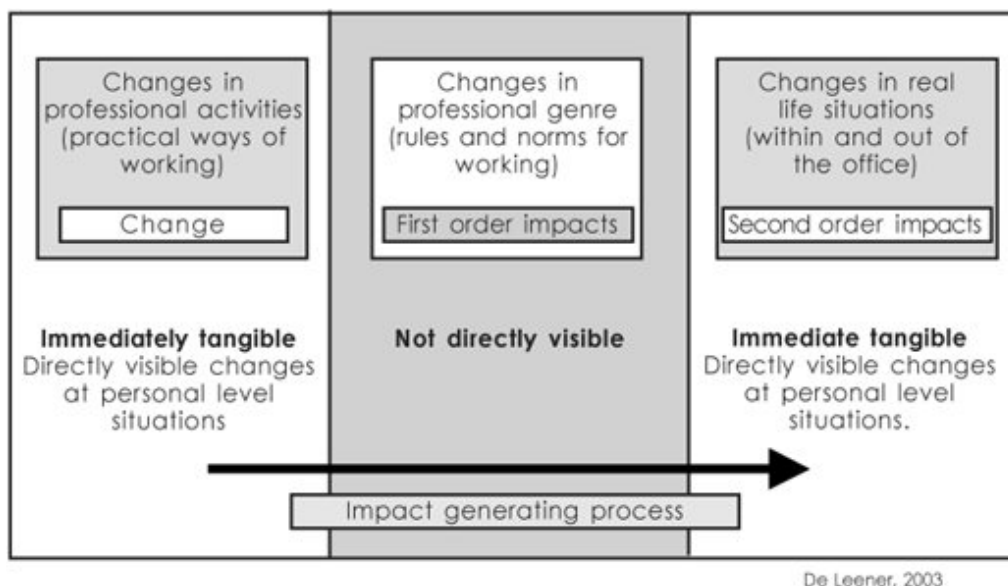 Changes in
professional activities
(practical ways of
working)
Change
Immediately tangible
Directly visible changes
at personal level
situations
Changes in
professional genre
(rules and norms for
working)
First order impacts
Not directly visible
Changes in real
life situations
(within and out of
the office)
Second order impacts
Immediate tangible
Directly visible changes
at personal level
situations.
Impact generating process
De Leener, 2003